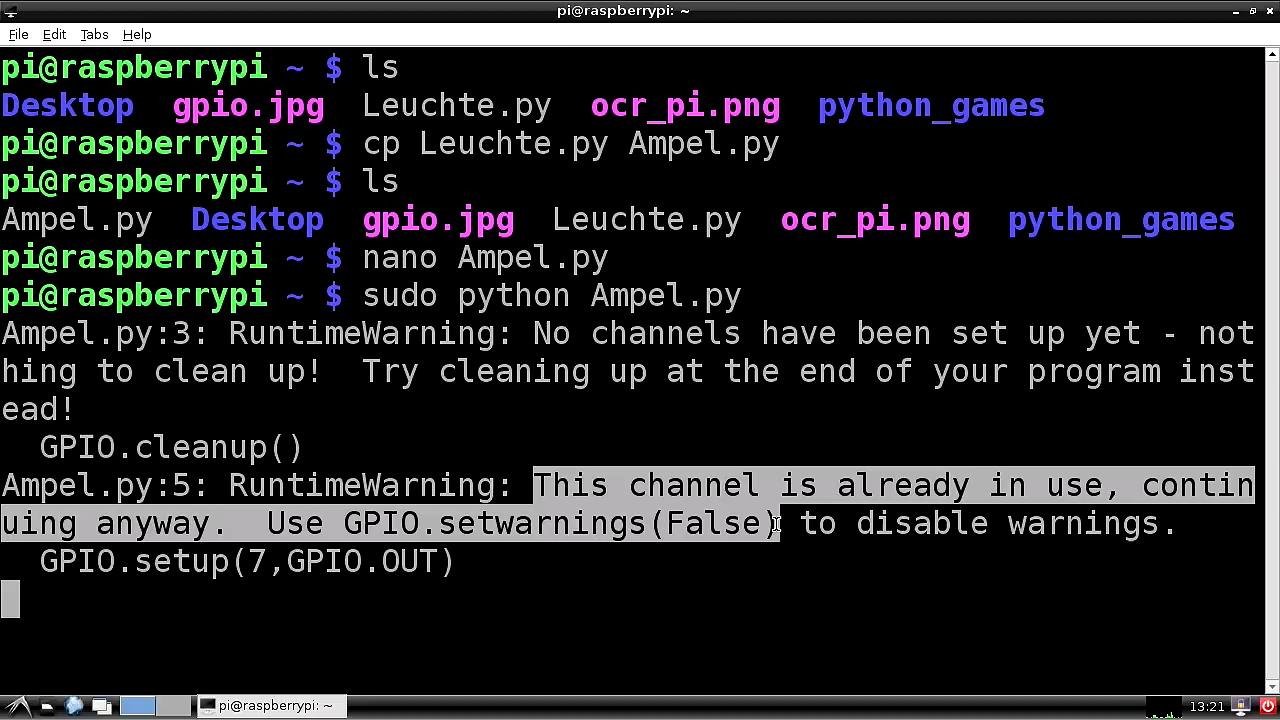 pi@raspberrypi: ~
File Edit Tabs Help
pi@raspberrypi ~ $ ls
Desktop gpio.jpg Leuchte.py ocr_pi.png python_games
pi@raspberrypi ~ $ cp Leuchte.py Ampel.py
pi@raspberrypi ~ $ ls
Ampel.py Desktop gpio.jpg Leuchte.py ocr_pi.png python_games
pi@raspberrypi ~ $ nano Ampel.py
pi@raspberrypi ~ $ sudo python Ampel.py
Ampel.py:3: RuntimeWarning: No channels have been set up yet - not
hing to clean up!  Try cleaning up at the end of your program inst
ead!
  GPIO.cleanup()
Ampel.py:5: RuntimeWarning: This channel is already in use, contin
uing anyway.  Use GPIO.setwarnings(False) to disable warnings.
  GPIO.setup(7,GPIO.OUT)
pi@raspberrypi: ~ 13:21